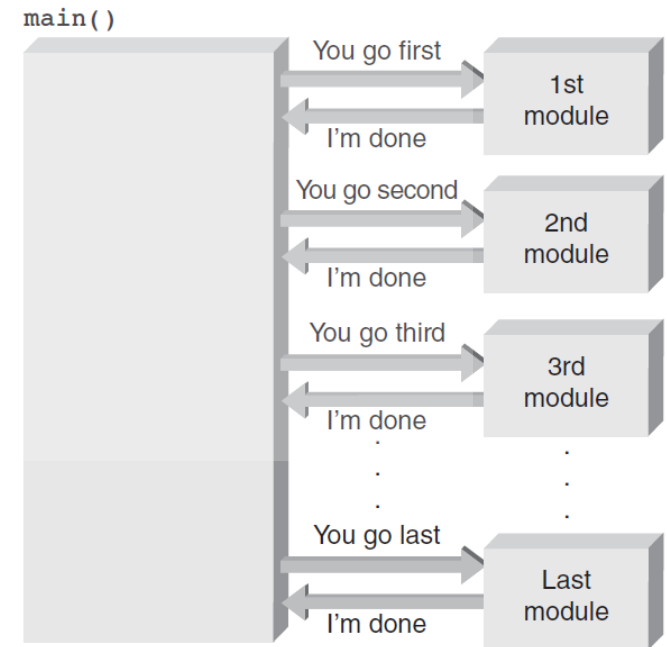 main()
You go first
1st
module
I'm done
You go second
2nd
module
I'm done
You go third
3rd
module
I'm done
You go last
Last
module
I'm done